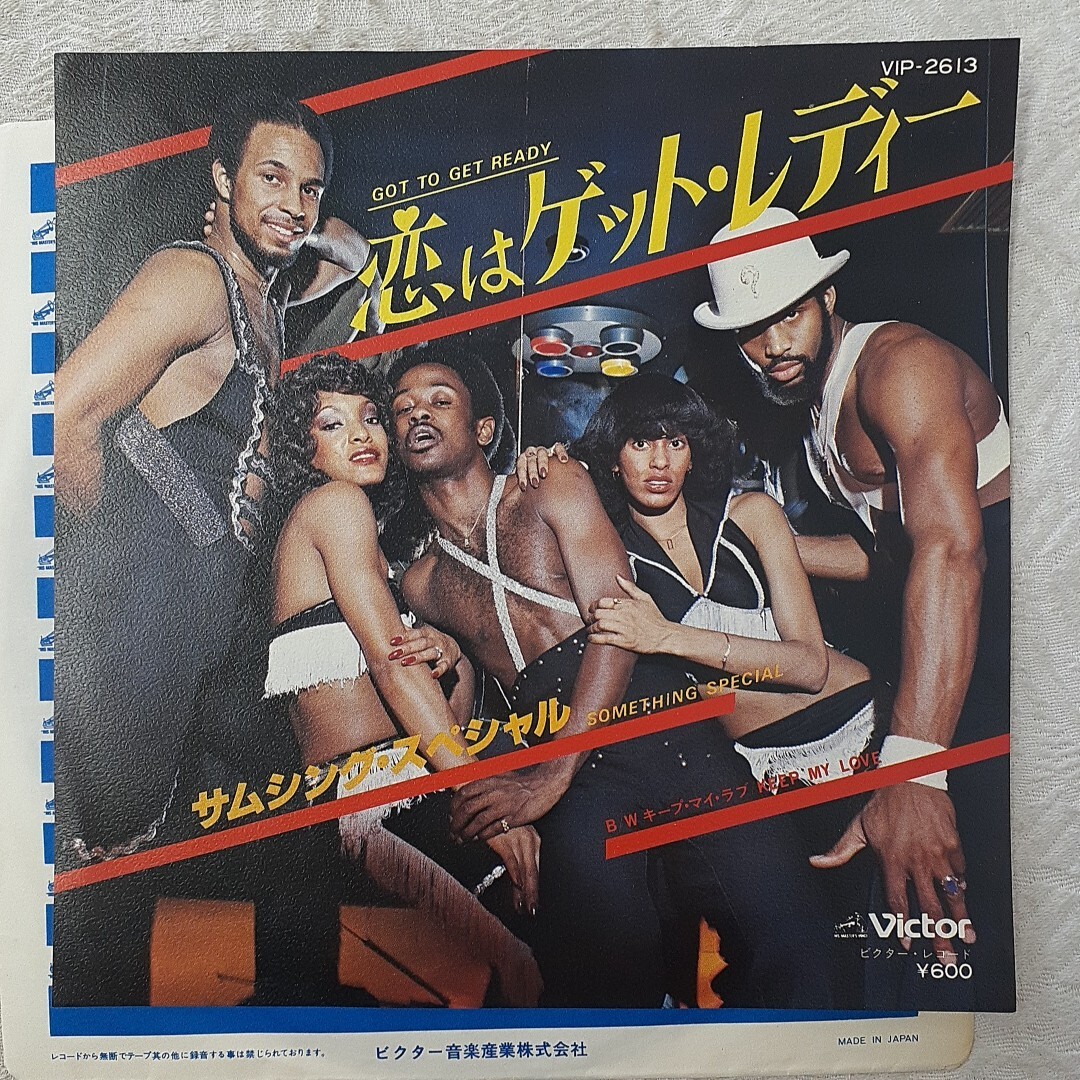 VIP-2613
GOT TO GET READY
恋はゲット・レディー
サムシング・スペシャル SOMETHING SPECIAL
B/W キープ・マイ・ラブ KEEP MY LOVE
Victor
ビクター・レコード
¥600
レコードから無断でテープ其の他に録音する事は禁じられております。
ビクター音楽産業株式会社
MADE IN JAPAN